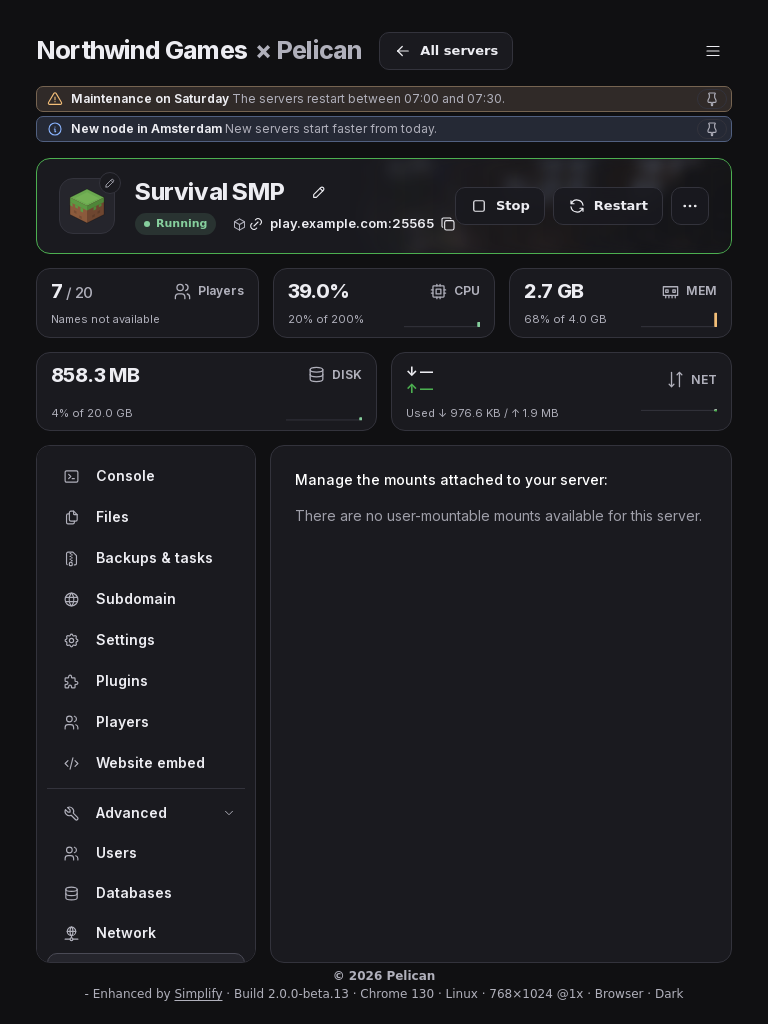 Northwind Games × Pelican
All servers
Maintenance on Saturday The servers restart between 07:00 and 07:30.
New node in Amsterdam New servers start faster from today.
Survival SMP
Running
play.example.com:25565
Stop
Restart
7 / 20
Players
Names not available
39.0%
CPU
20% of 200%
2.7 GB
MEM
68% of 4.0 GB
858.3 MB
DISK
4% of 20.0 GB
↓ —
↑ —
NET
Used ↓ 976.6 KB / ↑ 1.9 MB
Console
Files
Backups & tasks
Subdomain
Settings
Plugins
Players
Website embed
Advanced
Users
Databases
Network
Manage the mounts attached to your server:
There are no user-mountable mounts available for this server.
© 2026 Pelican
- Enhanced by Simplify · Build 2.0.0-beta.13 · Chrome 130 · Linux · 768×1024 @1x · Browser · Dark